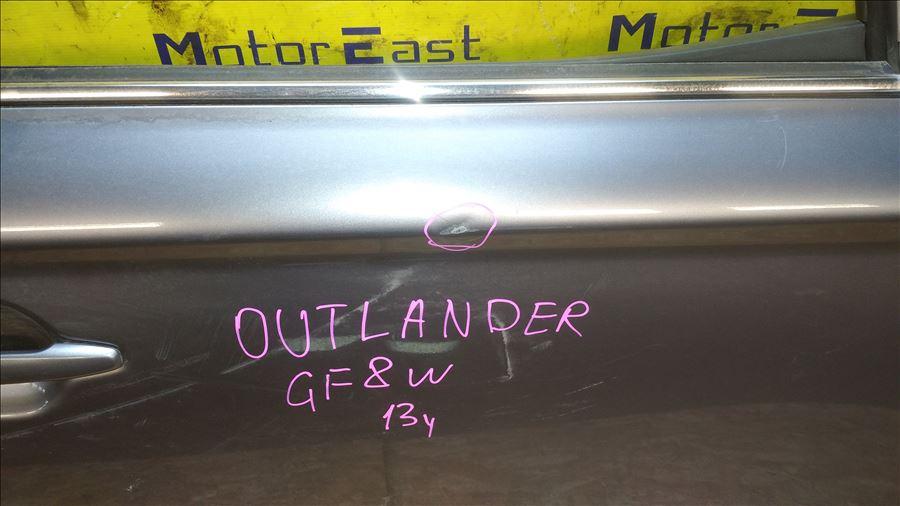 MotorEast
Motor E
OUTLANDER
GF8W
13y